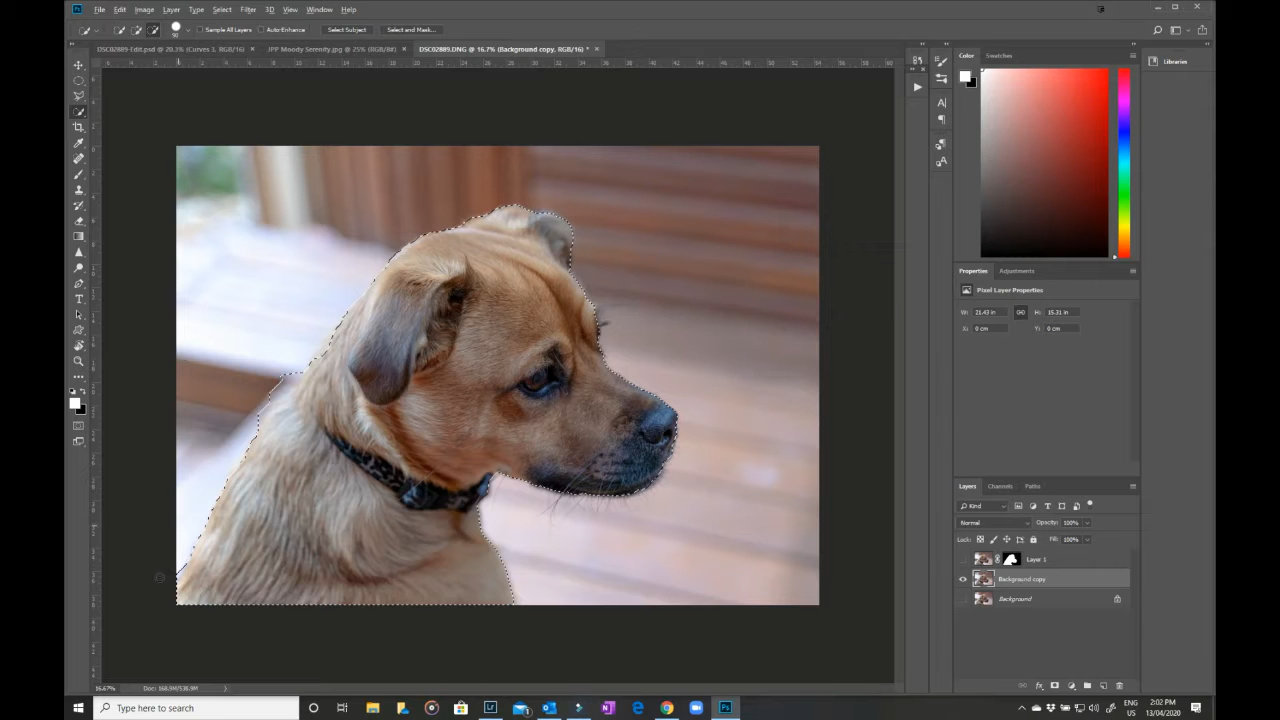 File Edit Image Layer Type Select Filter 3D View Window Help
90 Sample All Layers Auto Enhance Select Subject Select and Mask...
DSC02889-Edit.psd @ 20.3% (Curves 3, RGB/16) × JPP Moody Serenity.jpg @ 25% (RGB/8#) × DSC02889.DNG @ 16.7% (Background copy, RGB/16) * ×
Color Swatches
Libraries
Properties Adjustments
Pixel Layer Properties
W: 21.43 in H: 15.31 in
X: 0 cm Y: 0 cm
Layers Channels Paths
Kind
Normal Opacity: 100%
Lock: Fill: 100%
Layer 1
Background copy
Background
16.67% Doc: 168.9M/538.9M
Type here to search
ENG
US
2:02 PM
13/04/2020